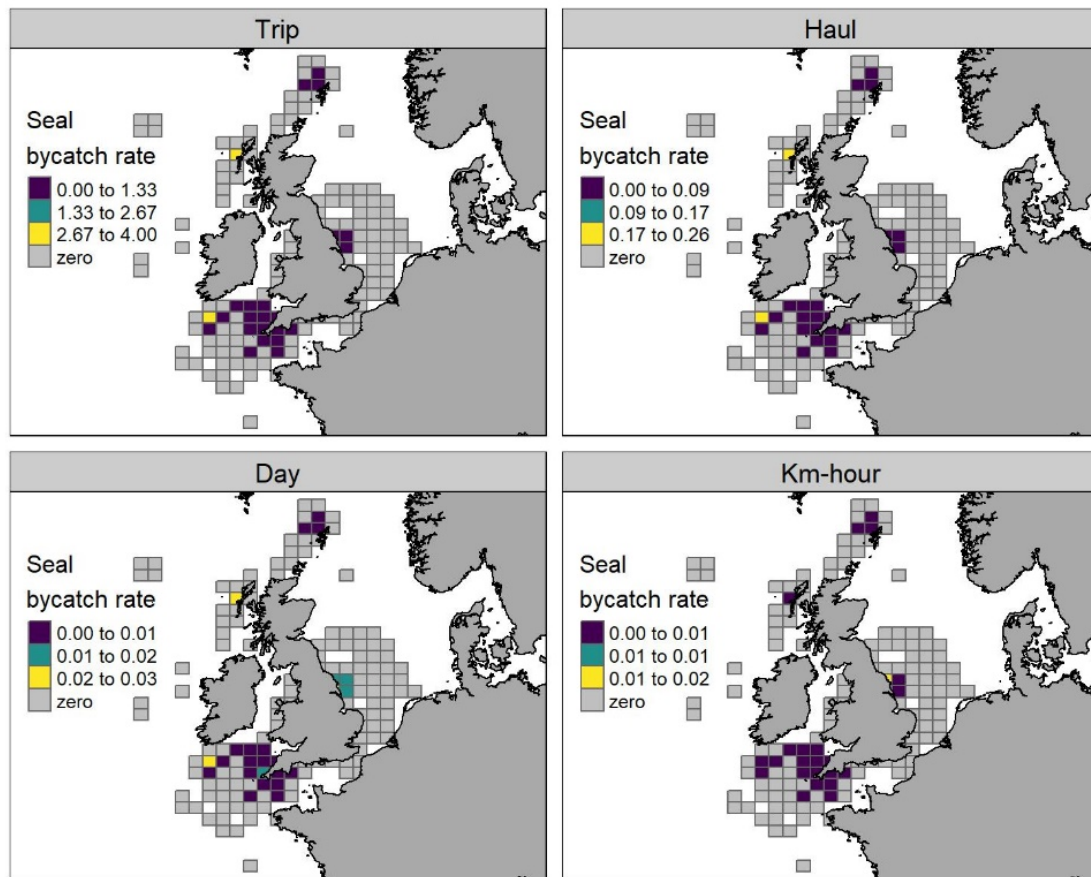 Trip
Seal
bycatch rate
0.00 to 1.33
1.33 to 2.67
2.67 to 4.00
zero
Haul
Seal
bycatch rate
0.00 to 0.09
0.09 to 0.17
0.17 to 0.26
zero
Day
Seal
bycatch rate
0.00 to 0.01
0.01 to 0.02
0.02 to 0.03
zero
Km-hour
Seal
bycatch rate
0.00 to 0.01
0.01 to 0.01
0.01 to 0.02
zero